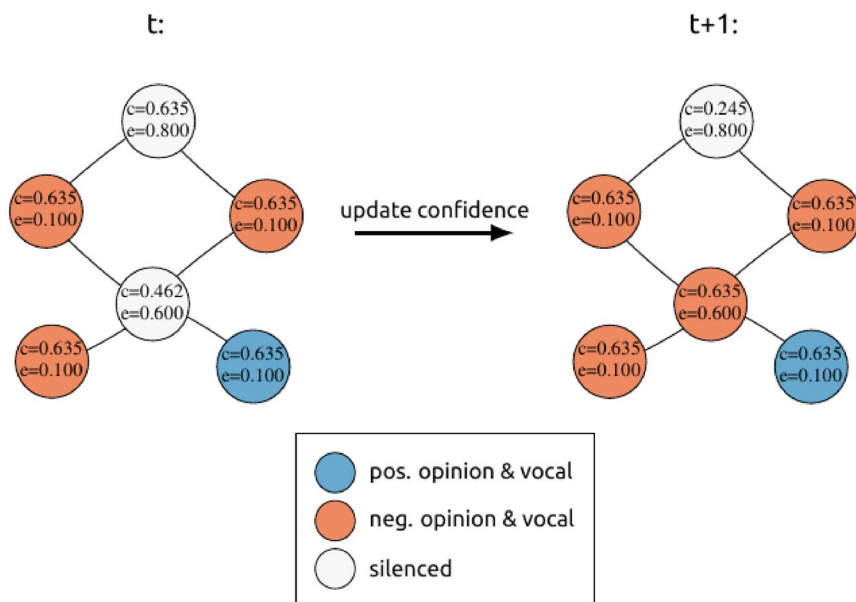 t:
t+1:
c=0.635
e=0.800
c=0.245
e=0.800
c=0.635
e=0.100
c=0.635
e=0.100
update confidence
c=0.635
e=0.100
c=0.635
e=0.100
c=0.462
e=0.600
c=0.635
e=0.600
c=0.635
e=0.100
c=0.635
e=0.100
c=0.635
e=0.100
c=0.635
e=0.100
pos. opinion & vocal
neg. opinion & vocal
silenced